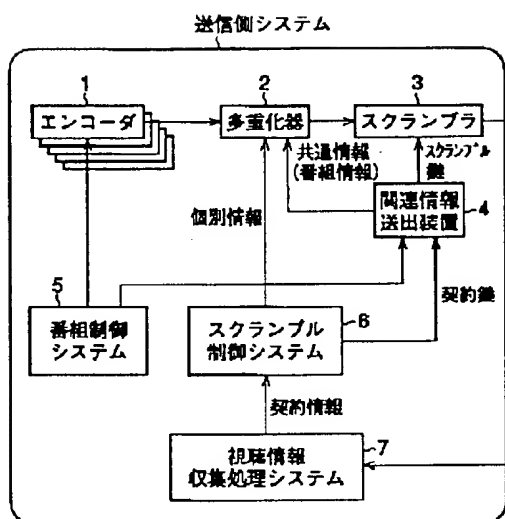 送信側システム
1
エンコーダ
2
多重化器
3
スクランブラ
共通情報
(番組情報)
スクランブル
鍵
個別情報
関連情報
送出装置
4
5
番組制御
システム
スクランブル
制御システム
6
契約鍵
契約情報
視聴情報
収集処理システム
7